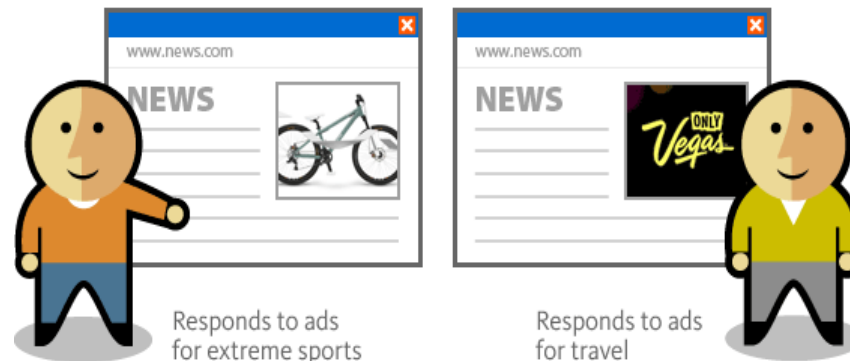 www.news.com
NEWS
www.news.com
NEWS
ONLY
Vegas
Responds to ads
for extreme sports
Responds to ads
for travel